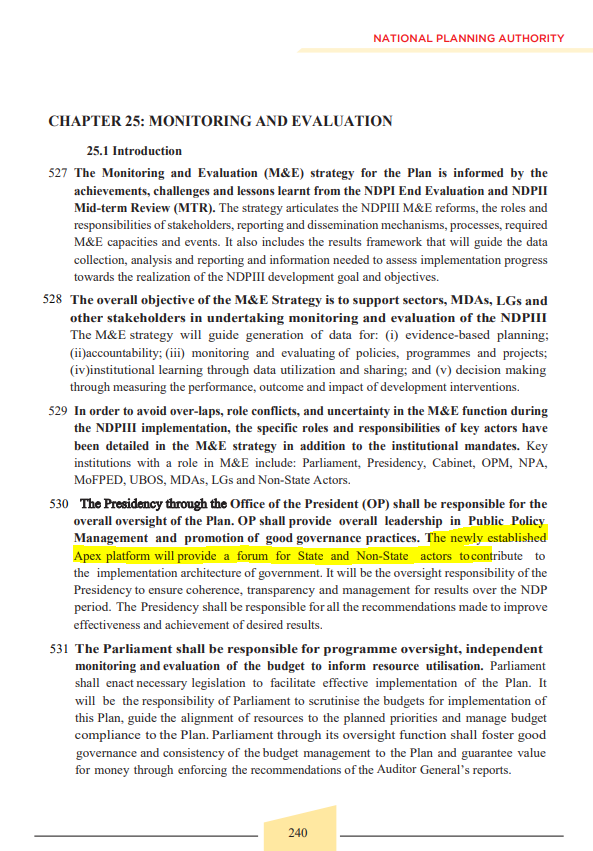 NATIONAL PLANNING AUTHORITY
CHAPTER 25: MONITORING AND EVALUATION
25.1 Introduction
527 The Monitoring and Evaluation (M&E) strategy for the Plan is informed by the
achievements, challenges and lessons learnt from the NDPI End Evaluation and NDPII
Mid-term Review (MTR). The strategy articulates the NDPIII M&E reforms, the roles and
responsibilities of stakeholders, reporting and dissemination mechanisms, processes, required
M&E capacities and events. It also includes the results framework that will guide the data
collection, analysis and reporting and information needed to assess implementation progress
towards the realization of the NDPIII development goal and objectives.
528 The overall objective of the M&E Strategy is to support sectors, MDAs, LGs and
other stakeholders in undertaking monitoring and evaluation of the NDPIII
The M&E strategy will guide generation of data for: (i) evidence-based planning;
(ii)accountability; (iii) monitoring and evaluating of policies, programmes and projects;
(iv)institutional learning through data utilization and sharing; and (v) decision making
through measuring the performance, outcome and impact of development interventions.
529 In order to avoid over-laps, role conflicts, and uncertainty in the M&E function during
the NDPIII implementation, the specific roles and responsibilities of key actors have
been detailed in the M&E strategy in addition to the institutional mandates. Key
institutions with a role in M&E include: Parliament, Presidency, Cabinet, OPM, NPA,
MoFPED, UBOS, MDAs, LGs and Non-State Actors.
530 The Presidency through the Office of the President (OP) shall be responsible for the
overall oversight of the Plan. OP shall provide overall leadership in Public Policy
Management and promotion of good governance practices. The newly established
Apex platform will provide a forum for State and Non-State actors to contribute to
the implementation architecture of government. It will be the oversight responsibility of the
Presidency to ensure coherence, transparency and management for results over the NDP
period. The Presidency shall be responsible for all the recommendations made to improve
effectiveness and achievement of desired results.
531 The Parliament shall be responsible for programme oversight, independent
monitoring and evaluation of the budget to inform resource utilisation. Parliament
shall enact necessary legislation to facilitate effective implementation of the Plan. It
will be the responsibility of Parliament to scrutinise the budgets for implementation of
this Plan, guide the alignment of resources to the planned priorities and manage budget
compliance to the Plan. Parliament through its oversight function shall foster good
governance and consistency of the budget management to the Plan and guarantee value
for money through enforcing the recommendations of the Auditor General's reports.
240